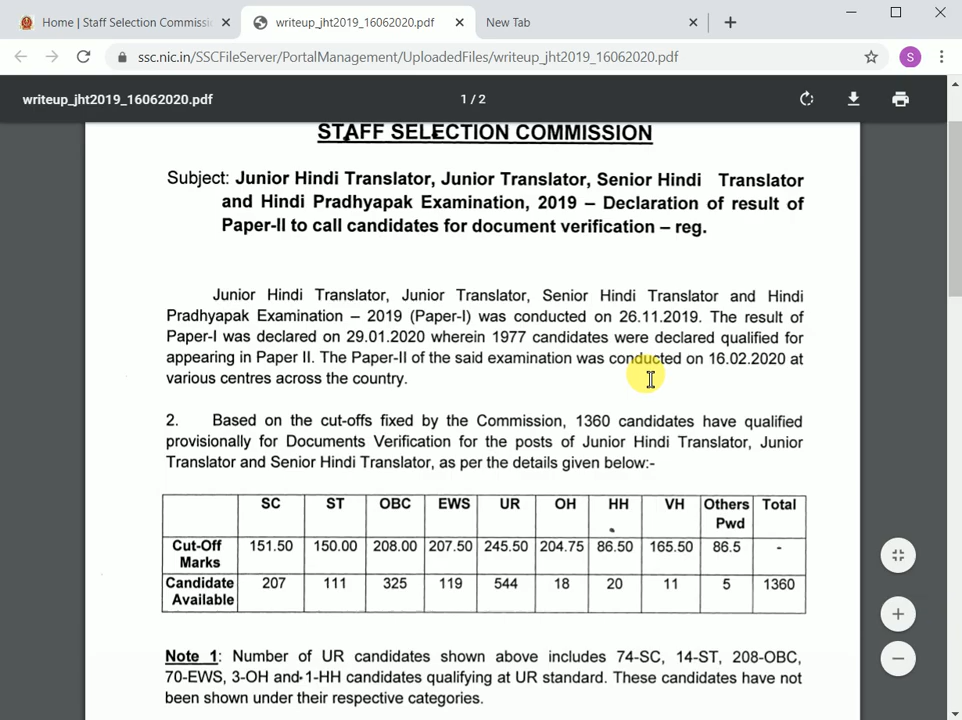 Home | Staff Selection Commissi
writeup_jht2019_16062020.pdf
New Tab
ssc.nic.in/SSCFileServer/PortalManagement/UploadedFiles/writeup_jht2019_16062020.pdf
S
writeup_jht2019_16062020.pdf
1 / 2
STAFF SELECTION COMMISSION
Subject: Junior Hindi Translator, Junior Translator, Senior Hindi Translator
and Hindi Pradhyapak Examination, 2019 – Declaration of result of
Paper-II to call candidates for document verification – reg.
Junior Hindi Translator, Junior Translator, Senior Hindi Translator and Hindi
Pradhyapak Examination – 2019 (Paper-I) was conducted on 26.11.2019. The result of
Paper-I was declared on 29.01.2020 wherein 1977 candidates were declared qualified for
appearing in Paper II. The Paper-II of the said examination was conducted on 16.02.2020 at
various centres across the country.
2. Based on the cut-offs fixed by the Commission, 1360 candidates have qualified
provisionally for Documents Verification for the posts of Junior Hindi Translator, Junior
Translator and Senior Hindi Translator, as per the details given below:-
SC ST OBC EWS UR OH HH VH Others Total
Pwd
Cut-Off 151.50 150.00 208.00 207.50 245.50 204.75 86.50 165.50 86.5 -
Marks
Candidate 207 111 325 119 544 18 20 11 5 1360
Available
Note 1: Number of UR candidates shown above includes 74-SC, 14-ST, 208-OBC,
70-EWS, 3-OH and 1-HH candidates qualifying at UR standard. These candidates have not
been shown under their respective categories.